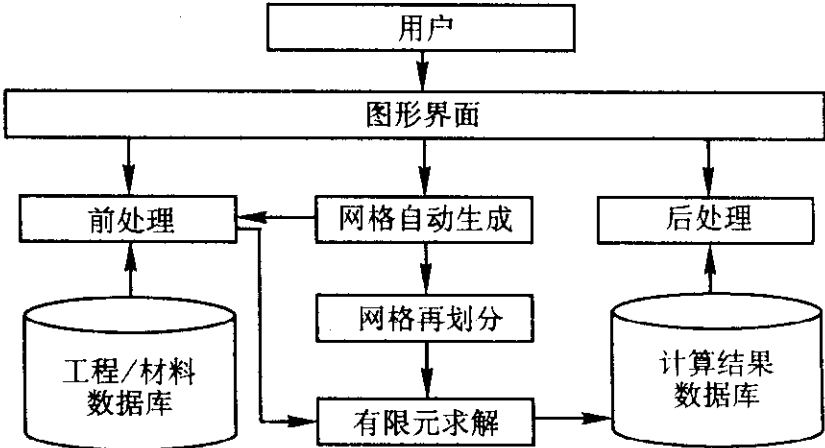 用户
图形界面
前处理
网格自动生成
后处理
网格再划分
工程/材料
数据库
计算结果
数据库
有限元求解